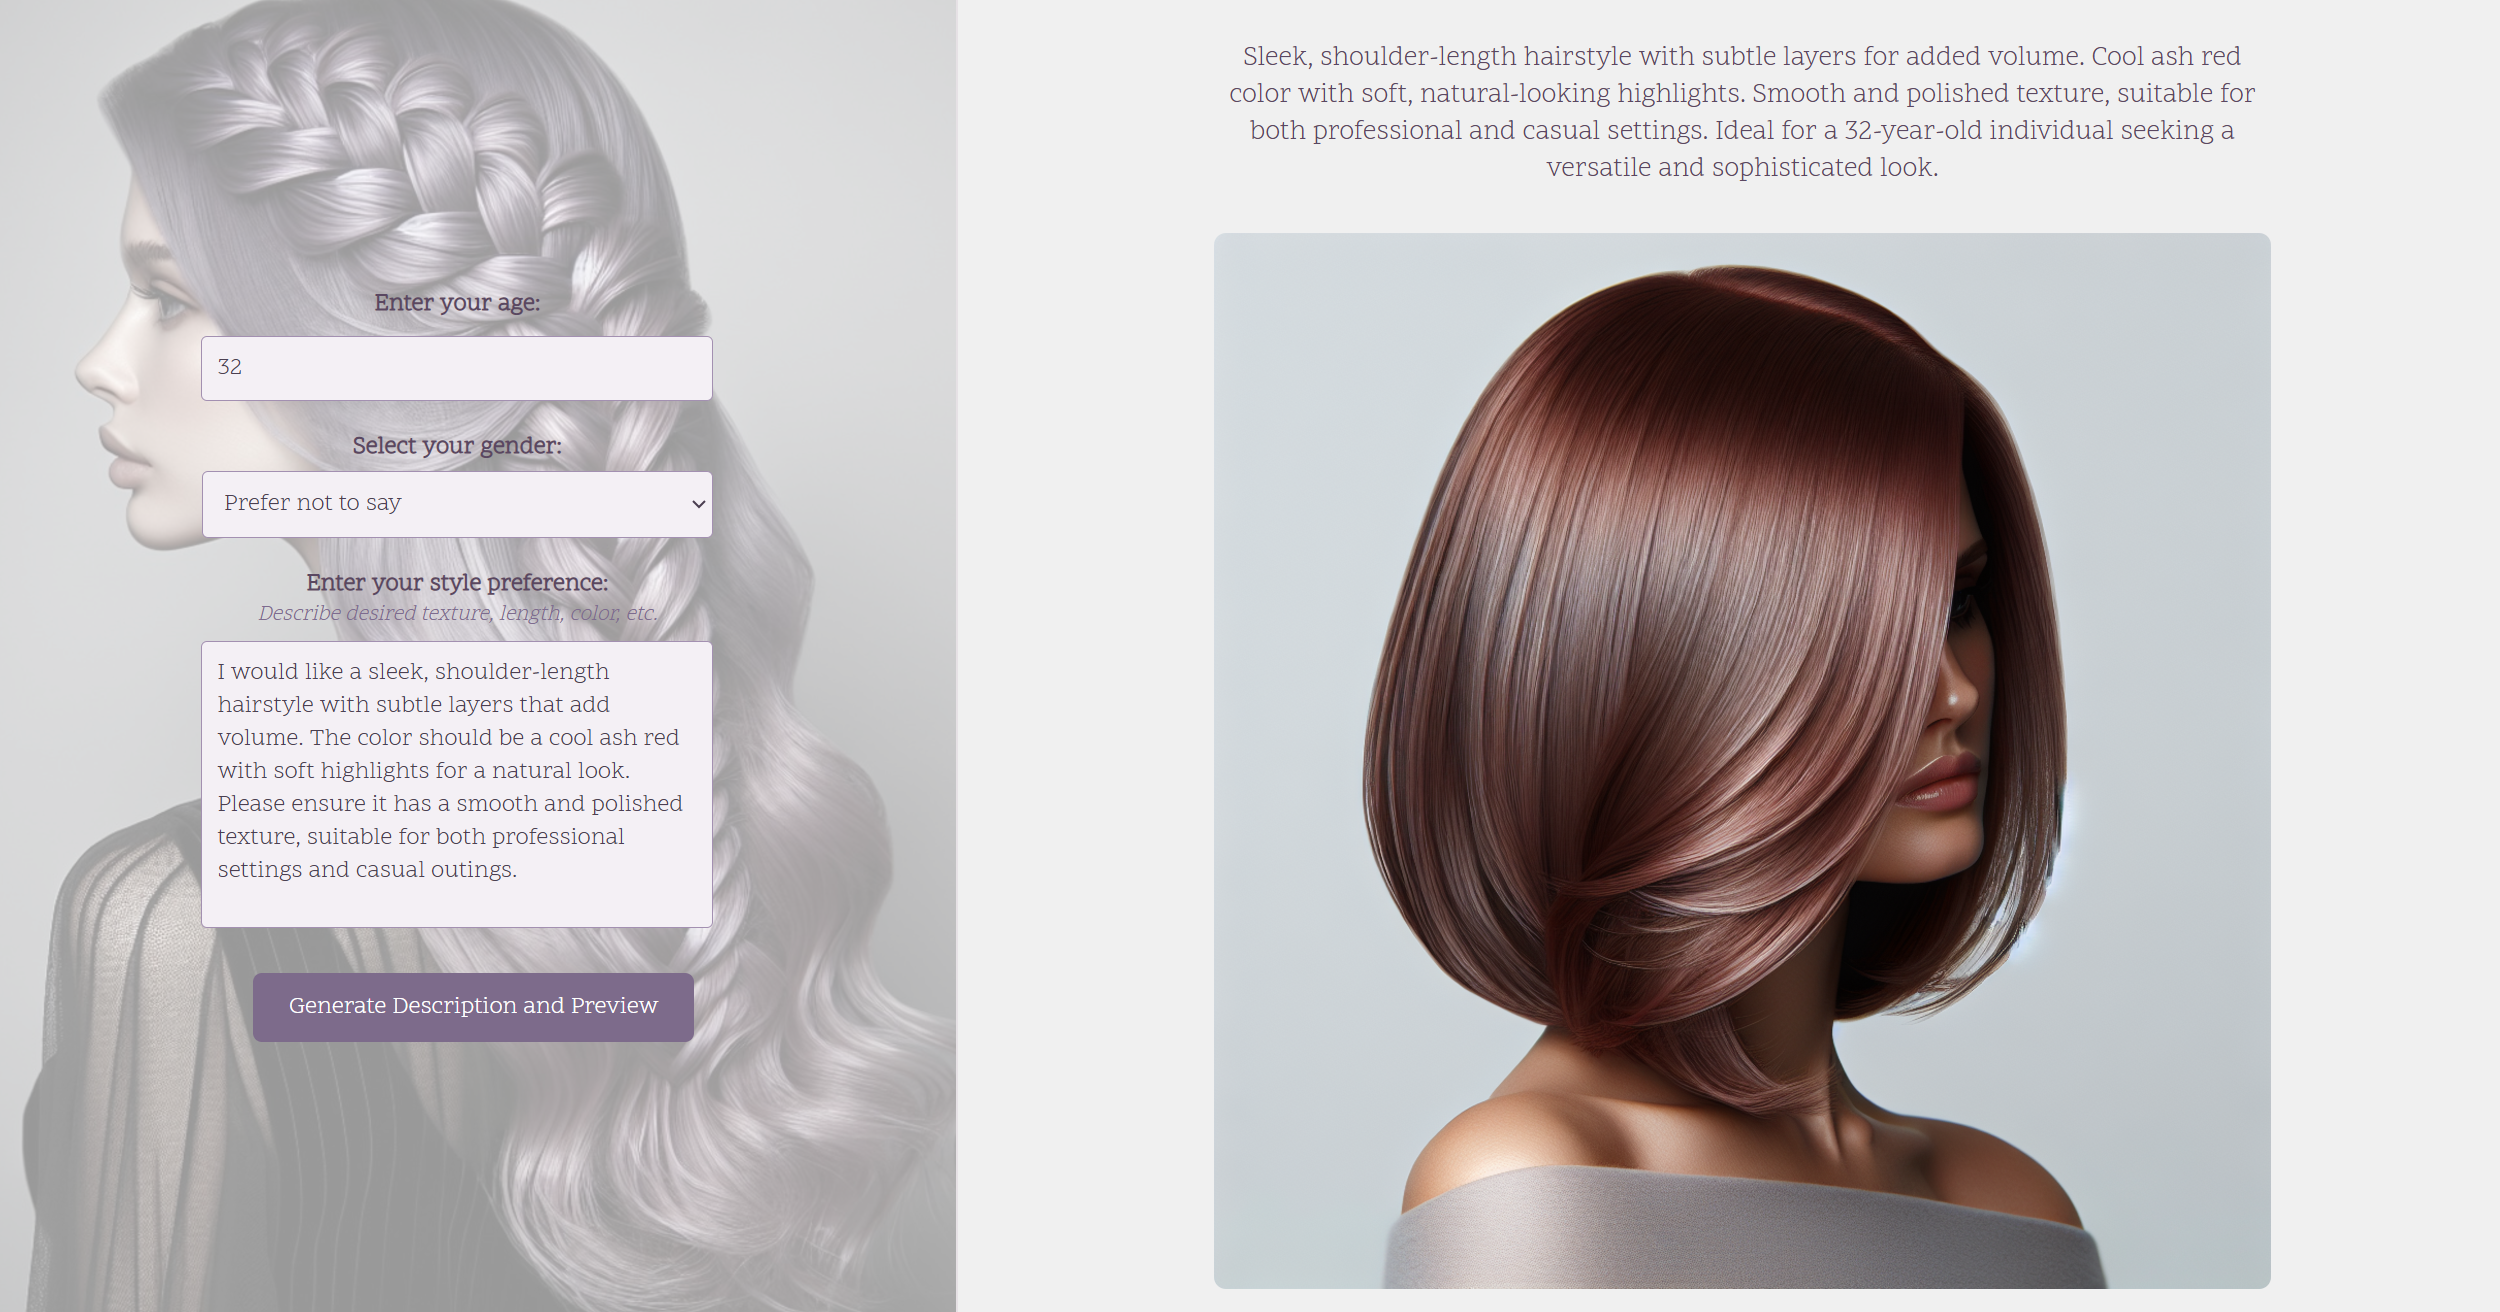 Enter your age:
32
Select your gender:
Prefer not to say
Enter your style preference:
Describe desired texture, length, color, etc.
I would like a sleek, shoulder-length
hairstyle with subtle layers that add
volume. The color should be a cool ash red
with soft highlights for a natural look.
Please ensure it has a smooth and polished
texture, suitable for both professional
settings and casual outings.
Generate Description and Preview
Sleek, shoulder-length hairstyle with subtle layers for added volume. Cool ash red
color with soft, natural-looking highlights. Smooth and polished texture, suitable for
both professional and casual settings. Ideal for a 32-year-old individual seeking a
versatile and sophisticated look.